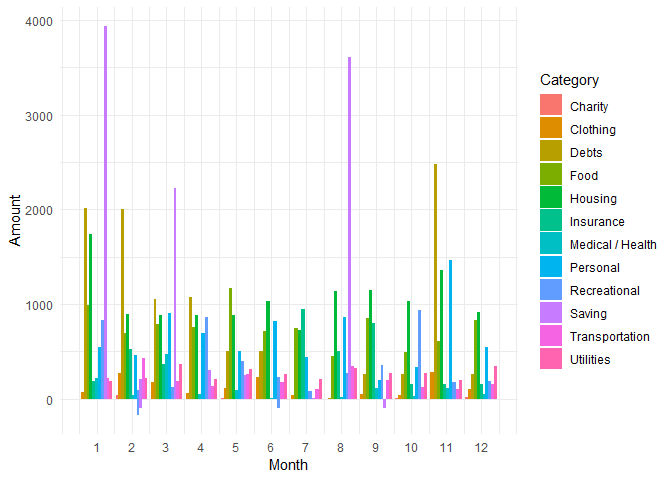 4000
3000
2000
1000
0
Amount
1 2 3 4 5 6 7 8 9 10 11 12
Month
Category
Charity
Clothing
Debts
Food
Housing
Insurance
Medical / Health
Personal
Recreational
Saving
Transportation
Utilities